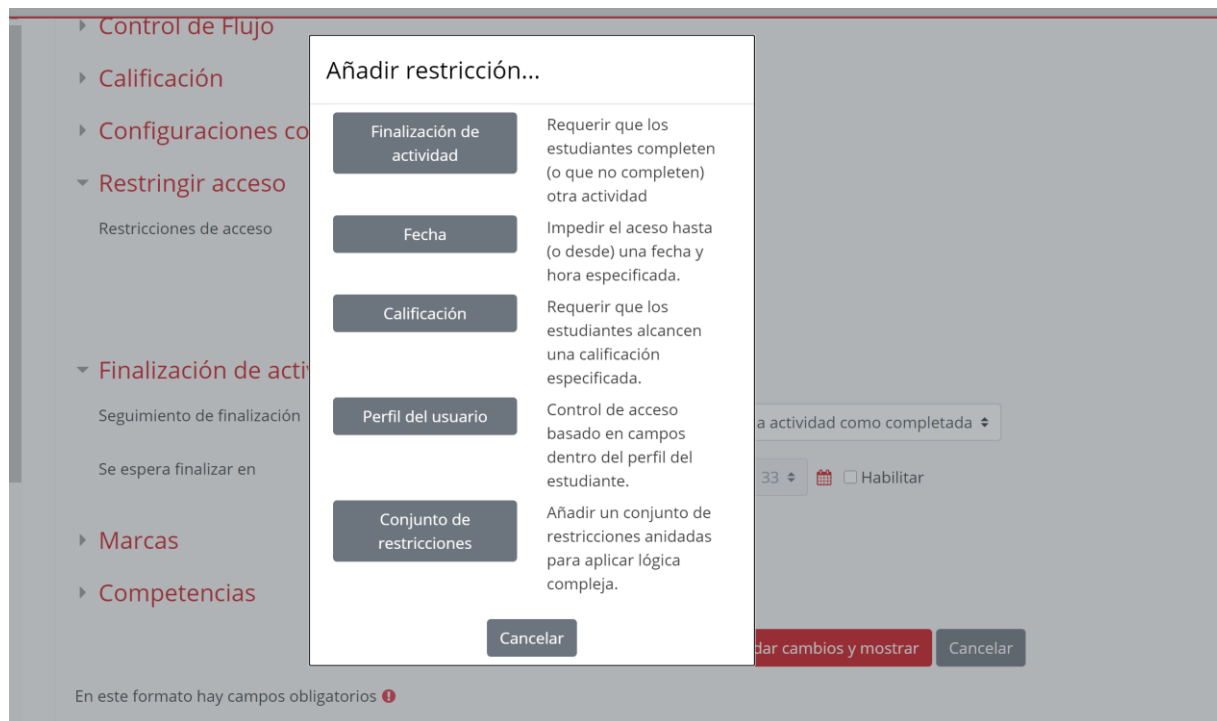 Control de Flujo
Calificación
Configuraciones co
Restringir acceso
Restricciones de acceso
Finalización de acti
Seguimiento de finalización
a actividad como completada
Se espera finalizar en
33
Habilitar
Marcas
Competencias
dar cambios y mostrar
Cancelar
En este formato hay campos obligatorios
Añadir restricción...
Finalización de
actividad
Requerir que los
estudiantes completen
(o que no completen)
otra actividad
Fecha
Impedir el aceso hasta
(o desde) una fecha y
hora especificada.
Calificación
Requerir que los
estudiantes alcancen
una calificación
especificada.
Perfil del usuario
Control de acceso
basado en campos
dentro del perfil del
estudiante.
Conjunto de
restricciones
Añadir un conjunto de
restricciones anidadas
para aplicar lógica
compleja.
Cancelar